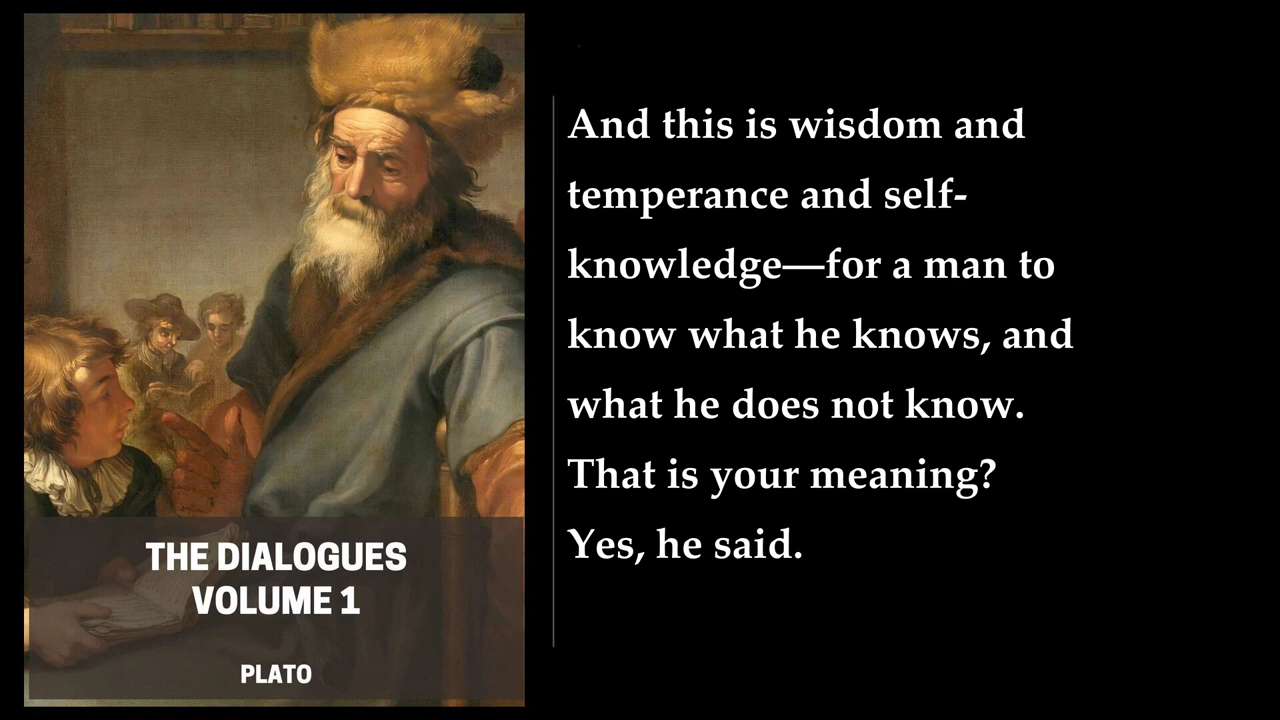 And this is wisdom and
temperance and self-
knowledge—for a man to
know what he knows, and
what he does not know.
That is your meaning?
Yes, he said.
THE DIALOGUES
VOLUME 1
PLATO